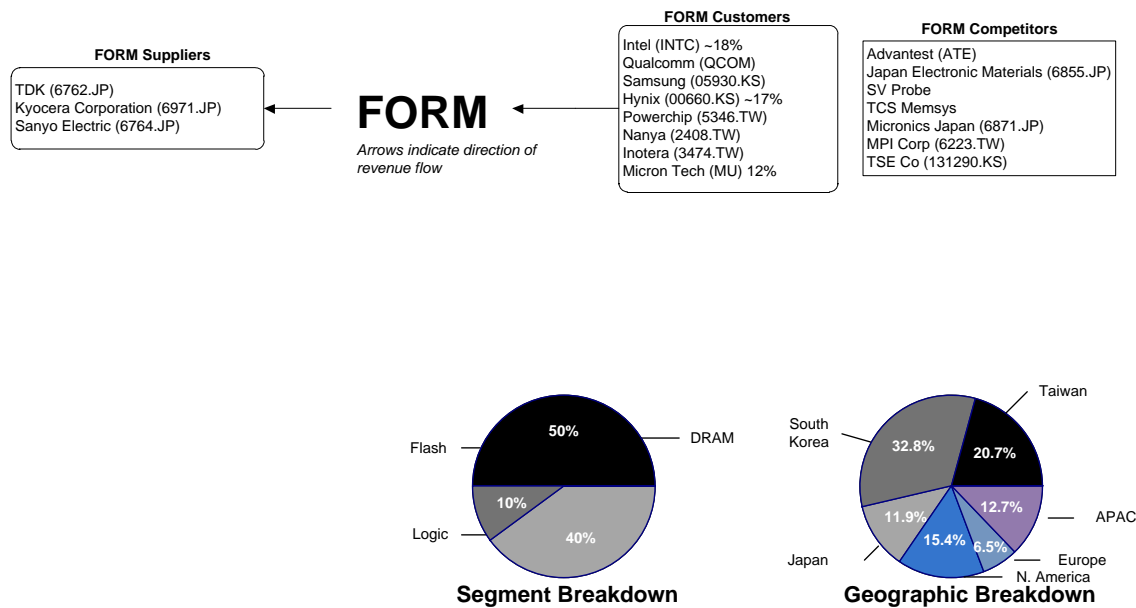 FORM Suppliers
TDK (6762.JP)
Kyocera Corporation (6971.JP)
Sanyo Electric (6764.JP)
FORM
Arrows indicate direction of
revenue flow
FORM Customers
Intel (INTC) ~18%
Qualcomm (QCOM)
Samsung (05930.KS)
Hynix (00660.KS) ~17%
Powerchip (5346.TW)
Nanya (2408.TW)
Inotera (3474.TW)
Micron Tech (MU) 12%
FORM Competitors
Advantest (ATE)
Japan Electronic Materials (6855.JP)
SV Probe
TCS Memsys
Micronics Japan (6871.JP)
MPI Corp (6223.TW)
TSE Co (131290.KS)
50%
DRAM
Flash
10%
Logic
40%
Segment Breakdown
Taiwan
South
Korea
32.8%
20.7%
11.9%
12.7%
APAC
15.4%
6.5%
Japan
Europe
N. America
Geographic Breakdown